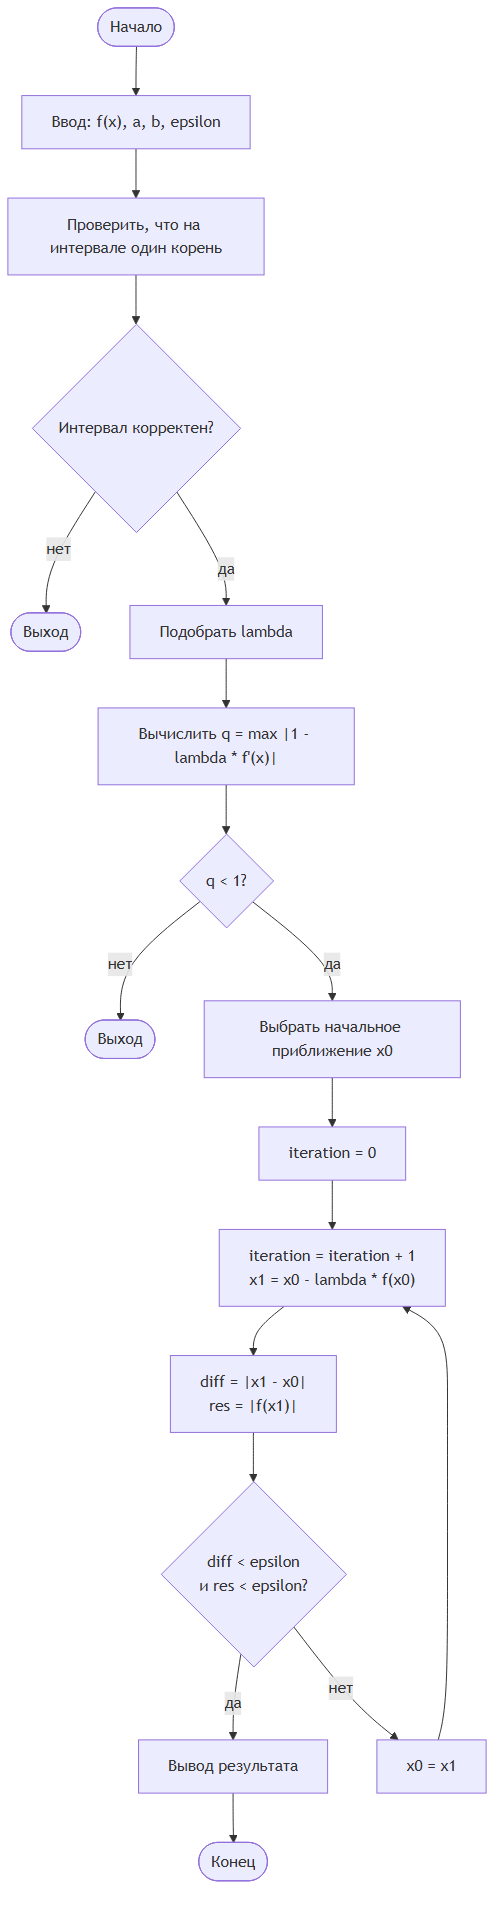 Начало
Ввод: f(x), a, b, epsilon
Проверить, что на
интервале один корень
Интервал корректен?
нет
да
Выход
Подобрать lambda
Вычислить q = max |1 -
lambda * f'(x)|
q < 1?
нет
да
Выход
Выбрать начальное
приближение x0
iteration = 0
iteration = iteration + 1
x1 = x0 - lambda * f(x0)
diff = |x1 - x0|
res = |f(x1)|
diff < epsilon
и res < epsilon?
да
нет
Вывод результата
x0 = x1
Конец